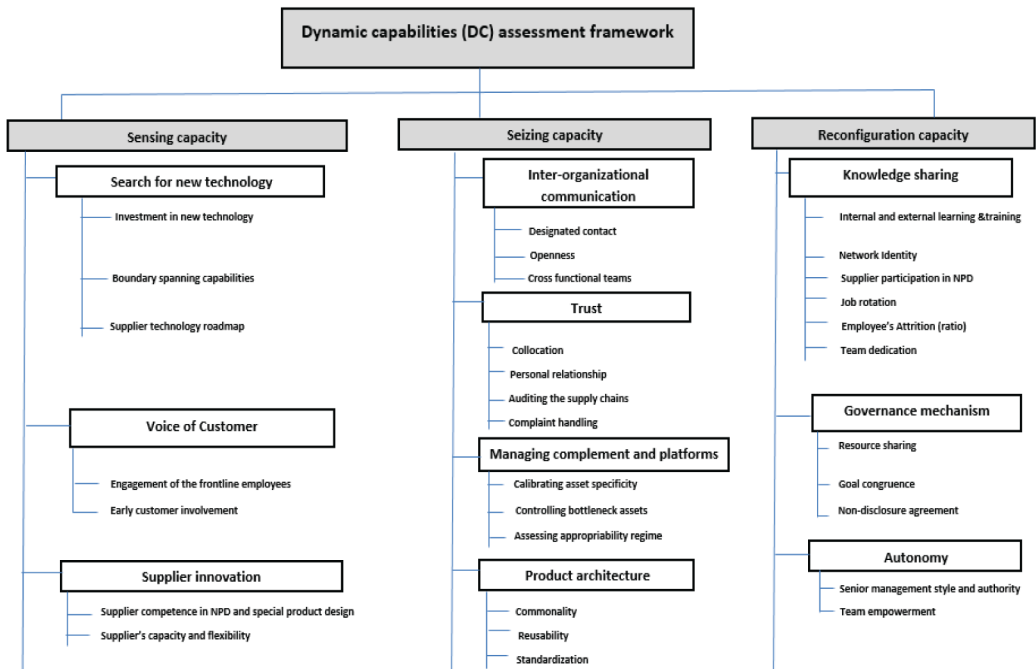 Dynamic capabilities (DC) assessment framework
Sensing capacity
Search for new technology
Investment in new technology
Boundary spanning capabilities
Supplier technology roadmap
Voice of Customer
Engagement of the frontline employees
Early customer involvement
Supplier innovation
Supplier competence in NPD and special product design
Supplier's capacity and flexibility
Seizing capacity
Inter-organizational
communication
Designated contact
Openness
Cross functional teams
Trust
Collocation
Personal relationship
Auditing the supply chains
Complaint handling
Managing complement and platforms
Calibrating asset specificity
Controlling bottleneck assets
Assessing appropriability regime
Product architecture
Commonality
Reusability
Standardization
Reconfiguration capacity
Knowledge sharing
Internal and external learning &training
Network Identity
Supplier participation in NPD
Job rotation
Employee's Attrition (ratio)
Team dedication
Governance mechanism
Resource sharing
Goal congruence
Non-disclosure agreement
Autonomy
Senior management style and authority
Team empowerment